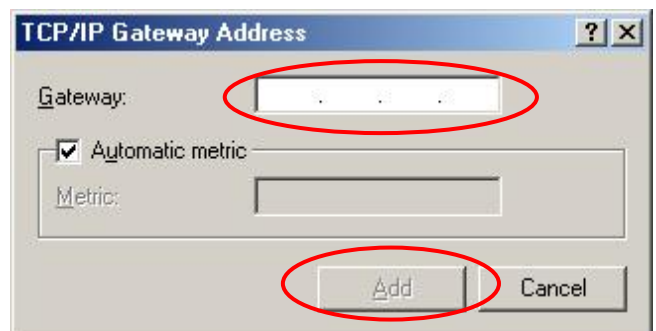 TCP/IP Gateway Address
Gateway:
. . .
Automatic metric
Metric:
Add Cancel